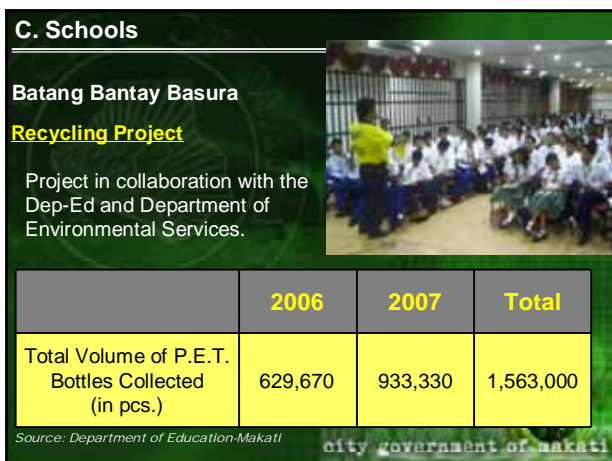 C. Schools
Batang Bantay Basura
Recycling Project
Project in collaboration with the
Dep-Ed and Department of
Environmental Services.
2006 2007 Total
Total Volume of P.E.T.
Bottles Collected
(in pcs.)
629,670 933,330 1,563,000
Source: Department of Education-Makati
city government of makati